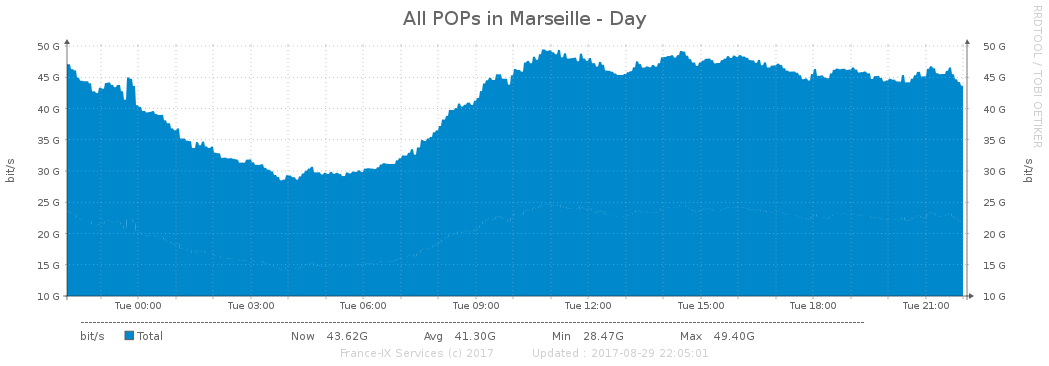 All POPs in Marseille - Day
RRDTOOL / TOBI OETIKER
bit/s
50 G 50 G
45 G 45 G
40 G 40 G
35 G 35 G
30 G 30 G
25 G 25 G
20 G 20 G
15 G 15 G
10 G 10 G
bit/s
Tue 00:00 Tue 03:00 Tue 06:00 Tue 09:00 Tue 12:00 Tue 15:00 Tue 18:00 Tue 21:00
bit/s Total Now 43.62G Avg 41.30G Min 28.47G Max 49.40G
France-IX Services (c) 2017 Updated : 2017-08-29 22:05:01